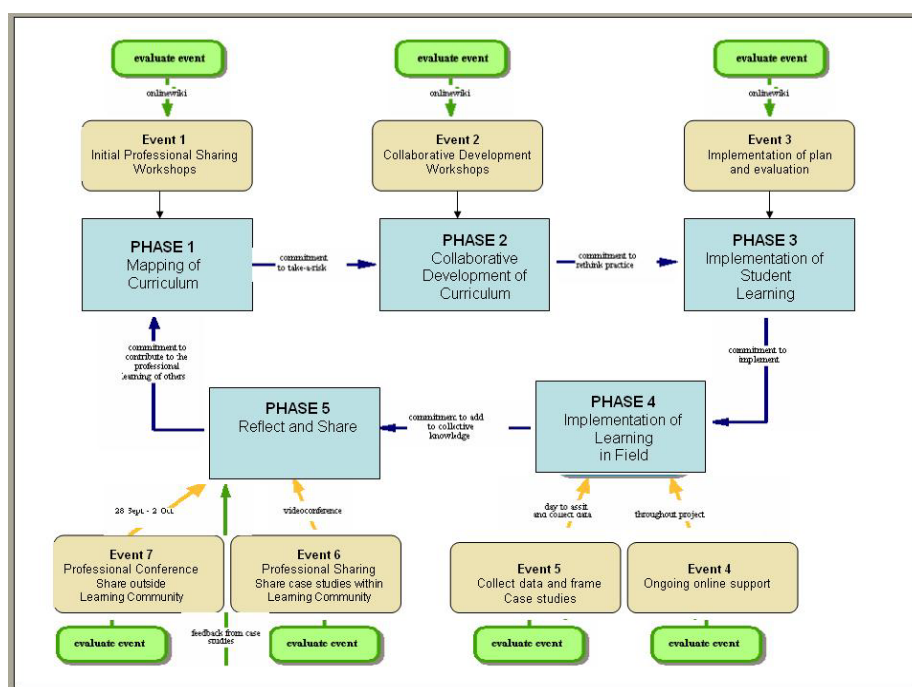 evaluate event
evaluate event
evaluate event
onlinewiki
onlinewiki
onlinewiki
Event 1
Initial Professional Sharing
Workshops
Event 2
Collaborative Development
Workshops
Event 3
Implementation of plan
and evaluation
PHASE 1
Mapping of
Curriculum
commitment
to take-a-risk
PHASE 2
Collaborative
Development of
Curriculum
commitment to
rethink practice
PHASE 3
Implementation of
Student
Learning
commitment to
contribute to the
professional
learning of others
commitment to
implement
PHASE 5
Reflect and Share
commitment to add
to collective
knowledge
PHASE 4
Implementation of
Learning
in Field
28 Sept - 2 Oct
videoconference
day to assit
and collect data
throughout project
Event 7
Professional Conference
Share outside
Learning Community
Event 6
Professional Sharing
Share case studies within
Learning Community
Event 5
Collect data and frame
Case studies
Event 4
Ongoing online support
feedback from case
studies
evaluate event
evaluate event
evaluate event
evaluate event